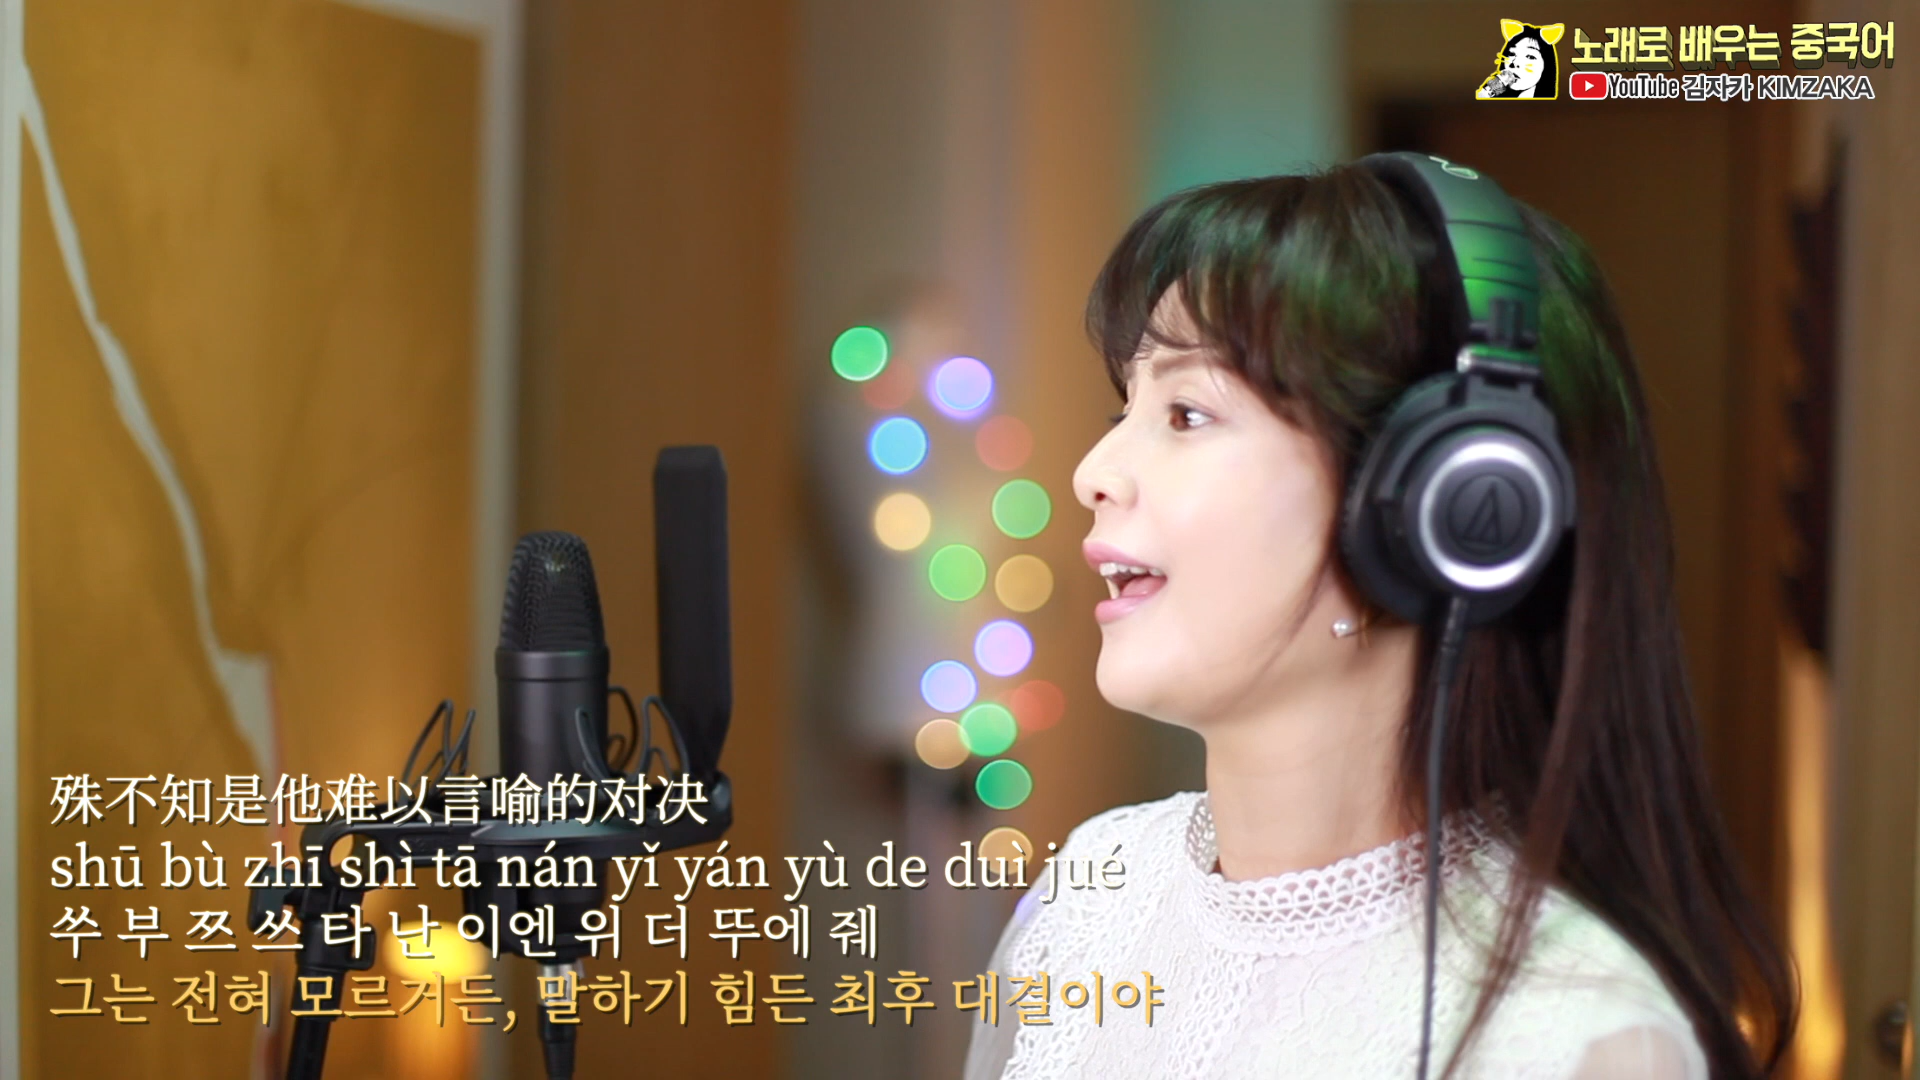 노래로 배우는 중국어
YouTube 김자카 KIMZAKA
殊不知是他难以言喻的对决
shū bù zhī shì tā nán yǐ yán yù de duì jué
쑤 부 쯔 쓰 타 난 이엔 위 더 뚜에 줴
그는 전혀 모르거든, 말하기 힘든 최후 대결이야